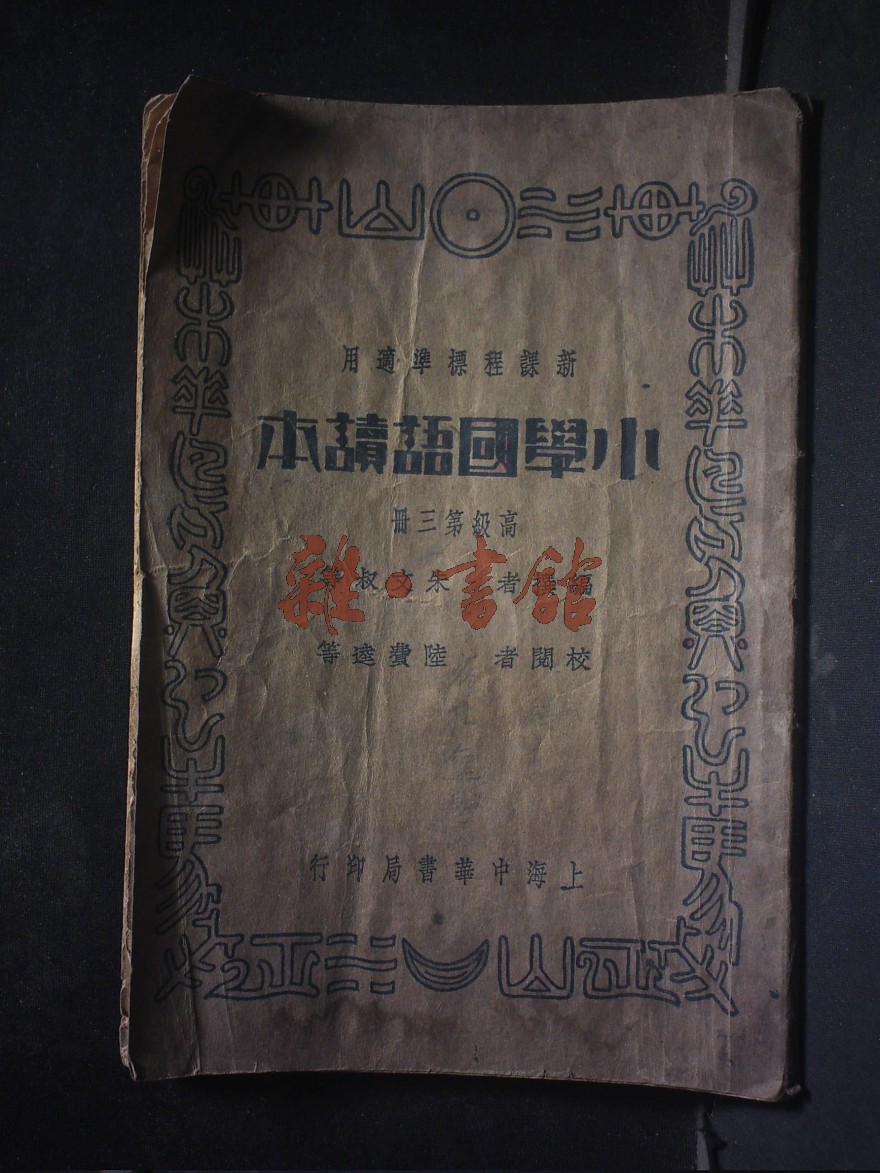 新課程標準適用
小學國語讀本
高級第三冊
編撰者 朱文叔等
校閱者 陸費逵等
上海中華書局印行
雜·書館